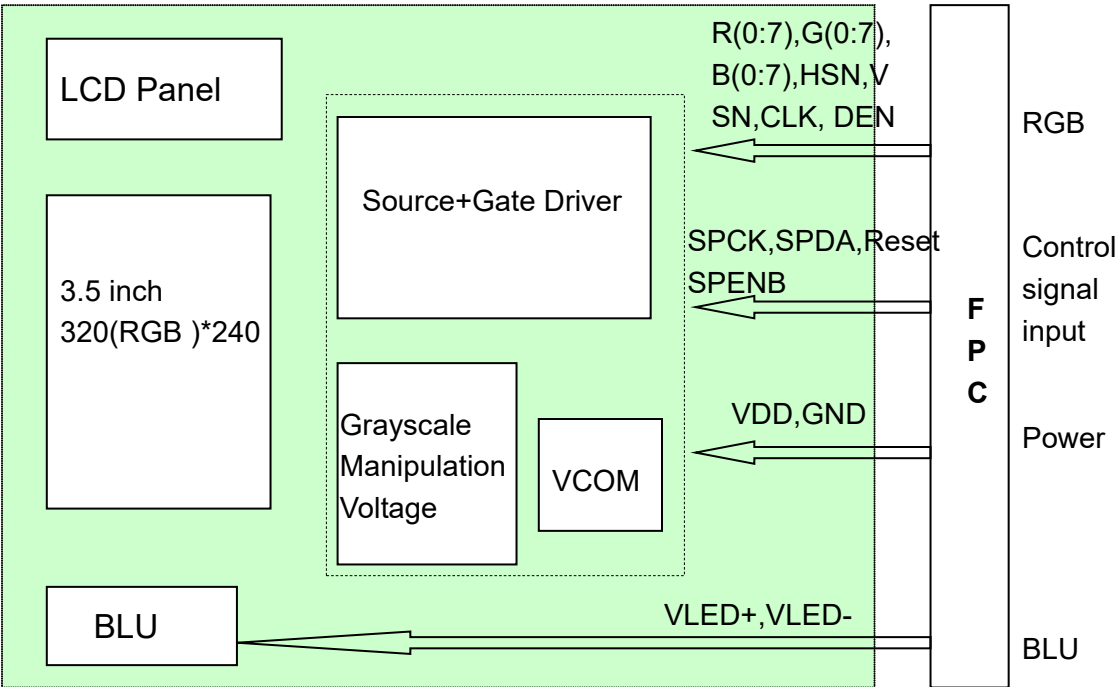 LCD Panel
3.5 inch
320(RGB )*240
BLU
Source+Gate Driver
Grayscale
Manipulation
Voltage
VCOM
R(0:7),G(0:7),
B(0:7),HSN,V
SN,CLK, DEN
SPCK,SPDA,Reset
SPENB
VDD,GND
VLED+,VLED-
F
P
C
RGB
Control
signal
input
Power
BLU